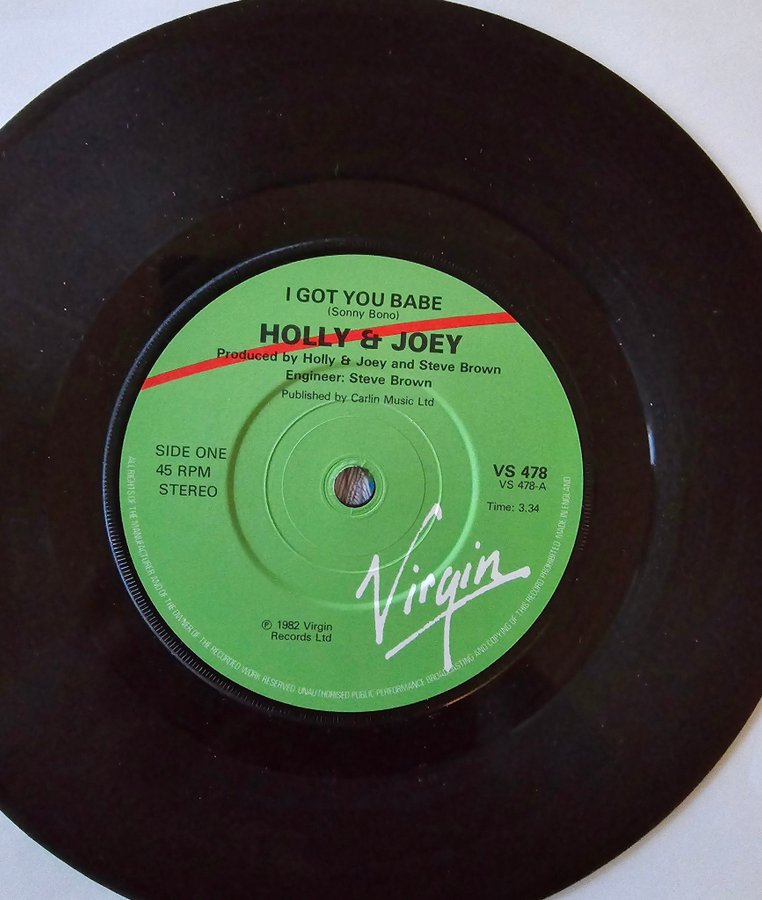 I GOT YOU BABE
(Sonny Bono)
HOLLY & JOEY
Produced by Holly & Joey and Steve Brown
Engineer: Steve Brown
Published by Carlin Music Ltd
SIDE ONE
45 RPM
STEREO
VS 478
VS 478-A
Time: 3.34
Virgin
℗ 1982 Virgin
Records Ltd
ALL RIGHTS OF THE MANUFACTURER AND OF THE OWNER OF THE RECORDED WORK RESERVED. UNAUTHORISED PUBLIC PERFORMANCE BROADCASTING AND COPYING OF THIS RECORD PROHIBITED. MADE IN ENGLAND